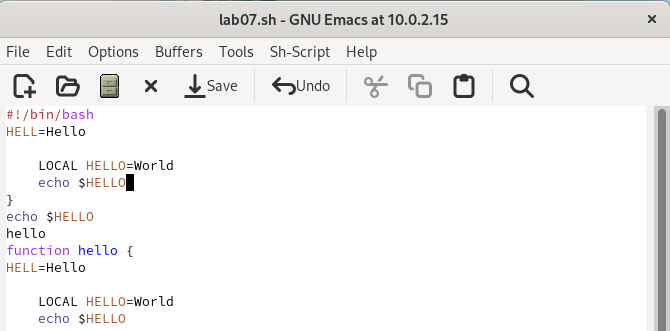 lab07.sh - GNU Emacs at 10.0.2.15
File Edit Options Buffers Tools Sh-Script Help
Save Undo
#!/bin/bash
HELL=Hello
LOCAL HELLO=World
echo $HELLO
}
echo $HELLO
hello
function hello {
HELL=Hello
LOCAL HELLO=World
echo $HELLO